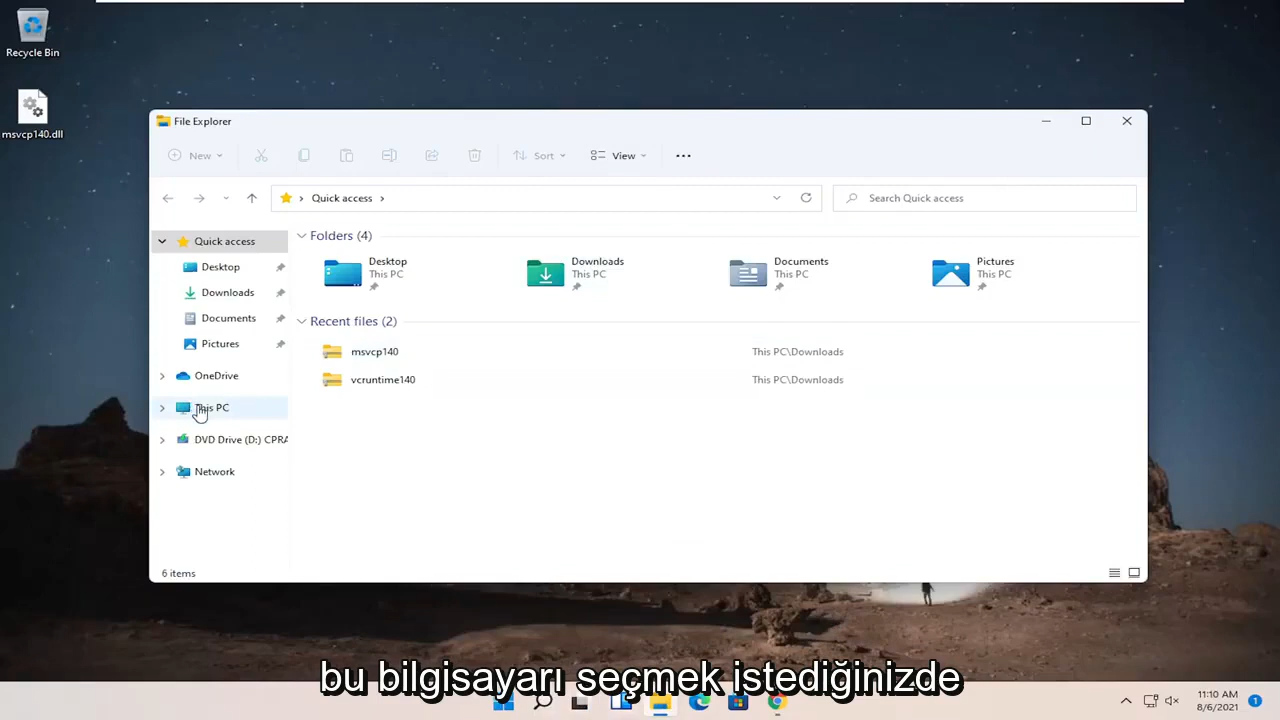 Recycle Bin
msvcp140.dll
File Explorer
New
Sort
View
Quick access
Search Quick access
Quick access
Desktop
Downloads
Documents
Pictures
OneDrive
This PC
DVD Drive (D:) CPRA
Network
Folders (4)
Desktop
This PC
Downloads
This PC
Documents
This PC
Pictures
This PC
Recent files (2)
msvcp140 This PC\Downloads
vcruntime140 This PC\Downloads
6 items
bu bilgisayarı seçmek istediğinizde
11:10 AM
8/6/2021
1